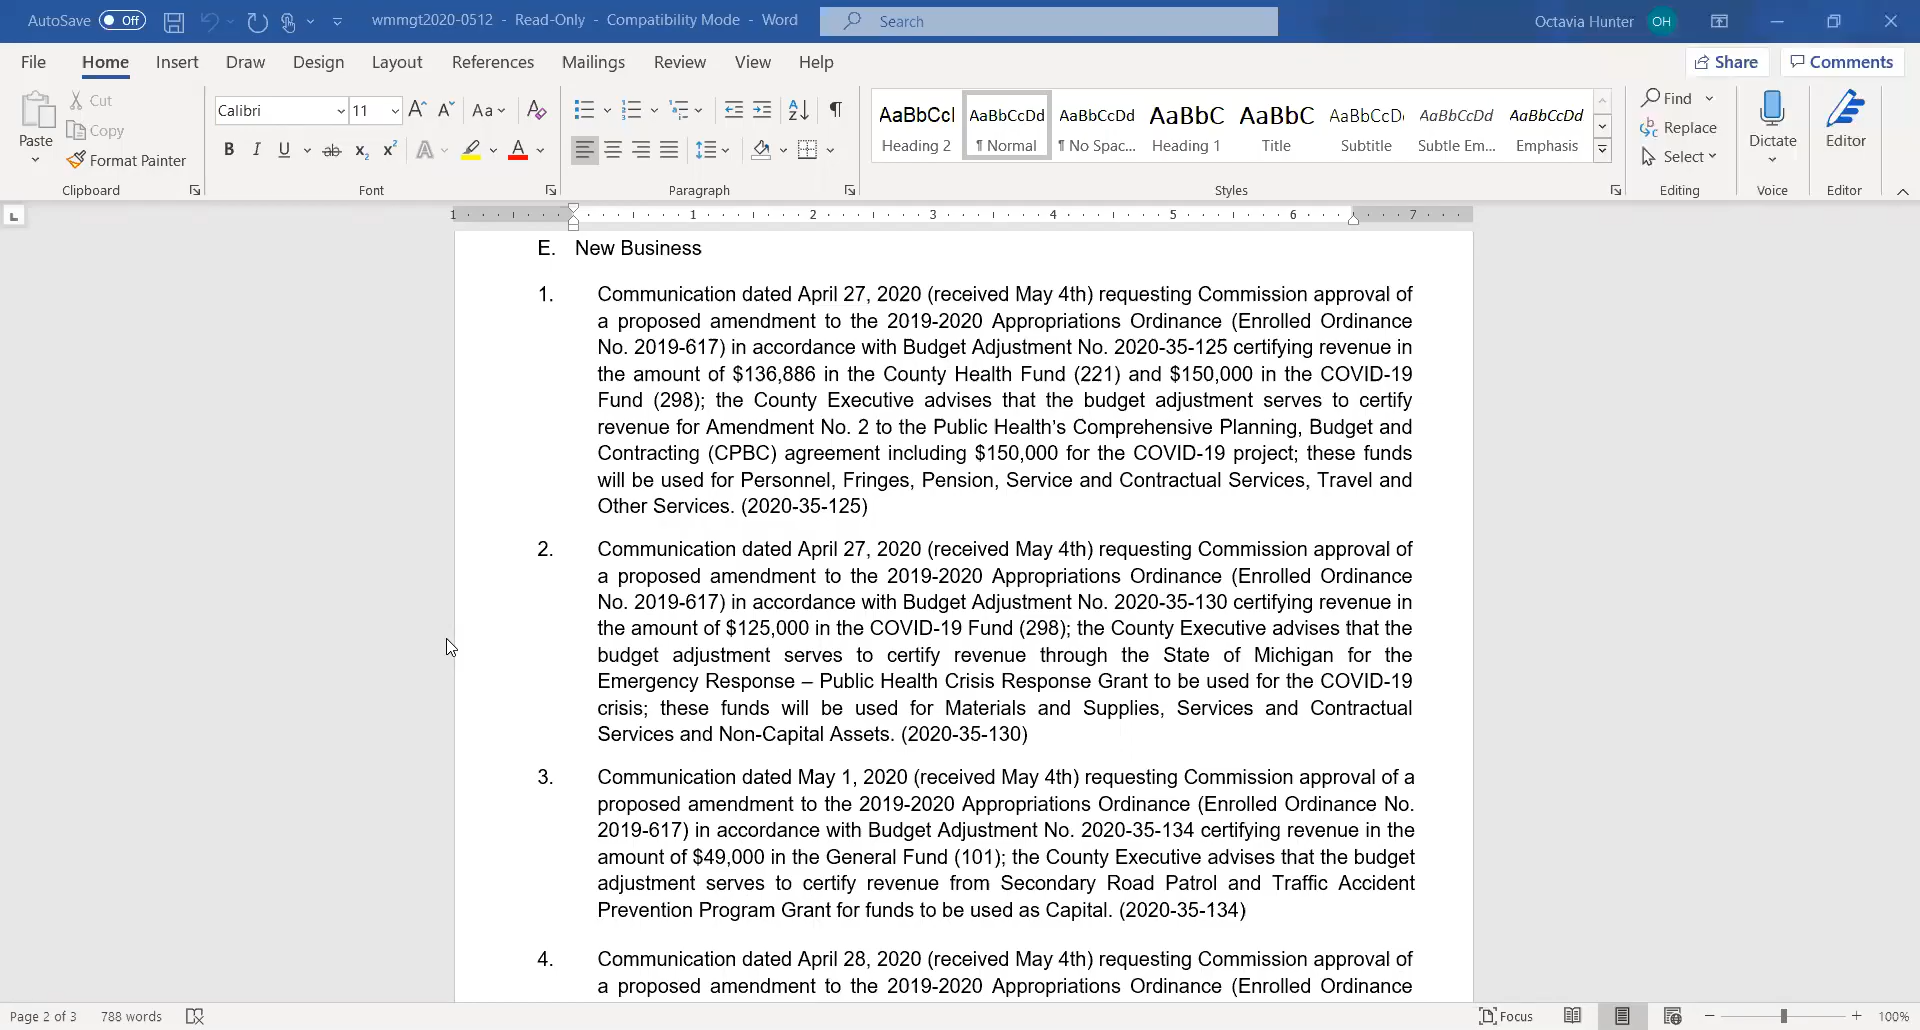 AutoSave Off wmmgt2020-0512 - Read-Only - Compatibility Mode - Word Search Octavia Hunter OH
File Home Insert Draw Design Layout References Mailings Review View Help Share Comments
Paste Cut Copy Format Painter
Clipboard
Calibri 11
Font
Paragraph
AaBbCcI AaBbCcDd AaBbCcDd AaBbC AaBbC AaBbCcD AaBbCcDd AaBbCcDd
Heading 2 ¶ Normal ¶ No Spac... Heading 1 Title Subtitle Subtle Em... Emphasis
Styles
Find Replace Select
Editing
Dictate
Voice
Editor
Editor
1 1 2 3 4 5 6 7
E. New Business
1. Communication dated April 27, 2020 (received May 4th) requesting Commission approval of
a proposed amendment to the 2019-2020 Appropriations Ordinance (Enrolled Ordinance
No. 2019-617) in accordance with Budget Adjustment No. 2020-35-125 certifying revenue in
the amount of $136,886 in the County Health Fund (221) and $150,000 in the COVID-19
Fund (298); the County Executive advises that the budget adjustment serves to certify
revenue for Amendment No. 2 to the Public Health’s Comprehensive Planning, Budget and
Contracting (CPBC) agreement including $150,000 for the COVID-19 project; these funds
will be used for Personnel, Fringes, Pension, Service and Contractual Services, Travel and
Other Services. (2020-35-125)
2. Communication dated April 27, 2020 (received May 4th) requesting Commission approval of
a proposed amendment to the 2019-2020 Appropriations Ordinance (Enrolled Ordinance
No. 2019-617) in accordance with Budget Adjustment No. 2020-35-130 certifying revenue in
the amount of $125,000 in the COVID-19 Fund (298); the County Executive advises that the
budget adjustment serves to certify revenue through the State of Michigan for the
Emergency Response – Public Health Crisis Response Grant to be used for the COVID-19
crisis; these funds will be used for Materials and Supplies, Services and Contractual
Services and Non-Capital Assets. (2020-35-130)
3. Communication dated May 1, 2020 (received May 4th) requesting Commission approval of a
proposed amendment to the 2019-2020 Appropriations Ordinance (Enrolled Ordinance No.
2019-617) in accordance with Budget Adjustment No. 2020-35-134 certifying revenue in the
amount of $49,000 in the General Fund (101); the County Executive advises that the budget
adjustment serves to certify revenue from Secondary Road Patrol and Traffic Accident
Prevention Program Grant for funds to be used as Capital. (2020-35-134)
4. Communication dated April 28, 2020 (received May 4th) requesting Commission approval of
a proposed amendment to the 2019-2020 Appropriations Ordinance (Enrolled Ordinance
Page 2 of 3 788 words Focus 100%